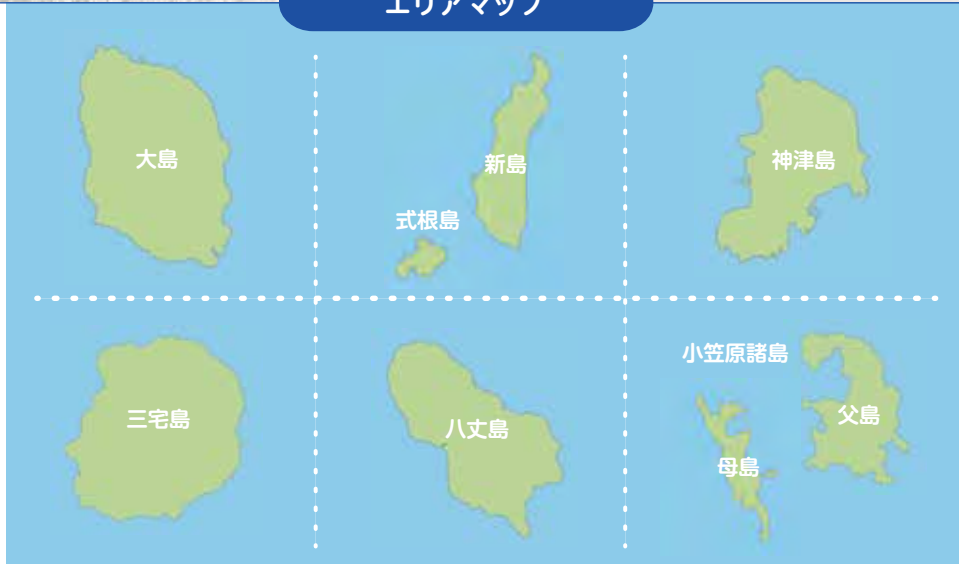 エリアマップ
大島
新島
式根島
神津島
三宅島
八丈島
小笠原諸島
父島
母島